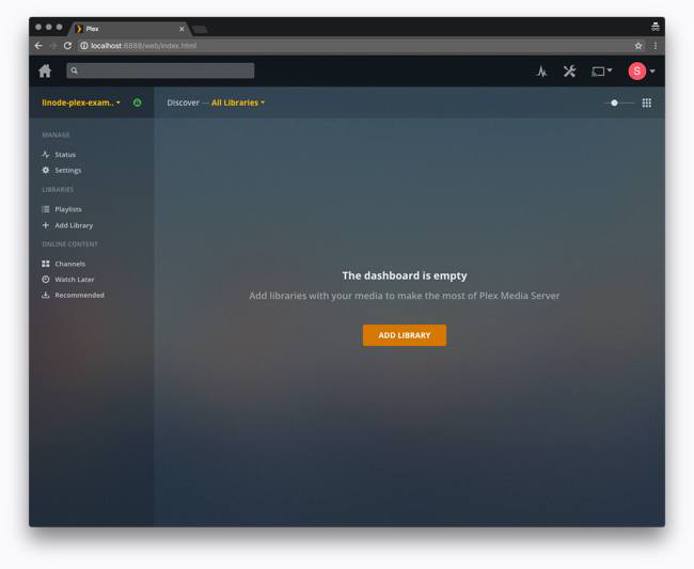 Plex
localhost:8888/web/index.html
S
linode-plex-exam..
Discover — All Libraries
MANAGE
Status
Settings
LIBRARIES
Playlists
Add Library
ONLINE CONTENT
Channels
Watch Later
Recommended
The dashboard is empty
Add libraries with your media to make the most of Plex Media Server
ADD LIBRARY